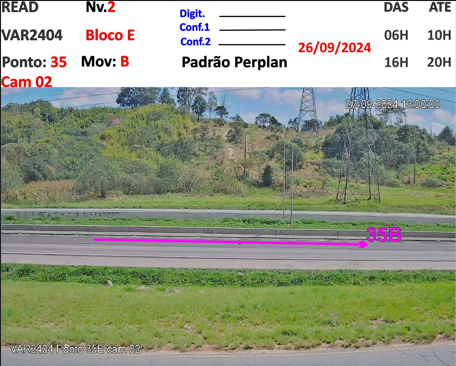 READ Nv.2 Digit. DAS ATE
Conf.1
VAR2404 Bloco E Conf.2 26/09/2024 06H 10H
Ponto: 35 Mov: B Padrão Perplan 16H 20H
Cam 02
35B
VAR2404 Ponto 35E cam 02